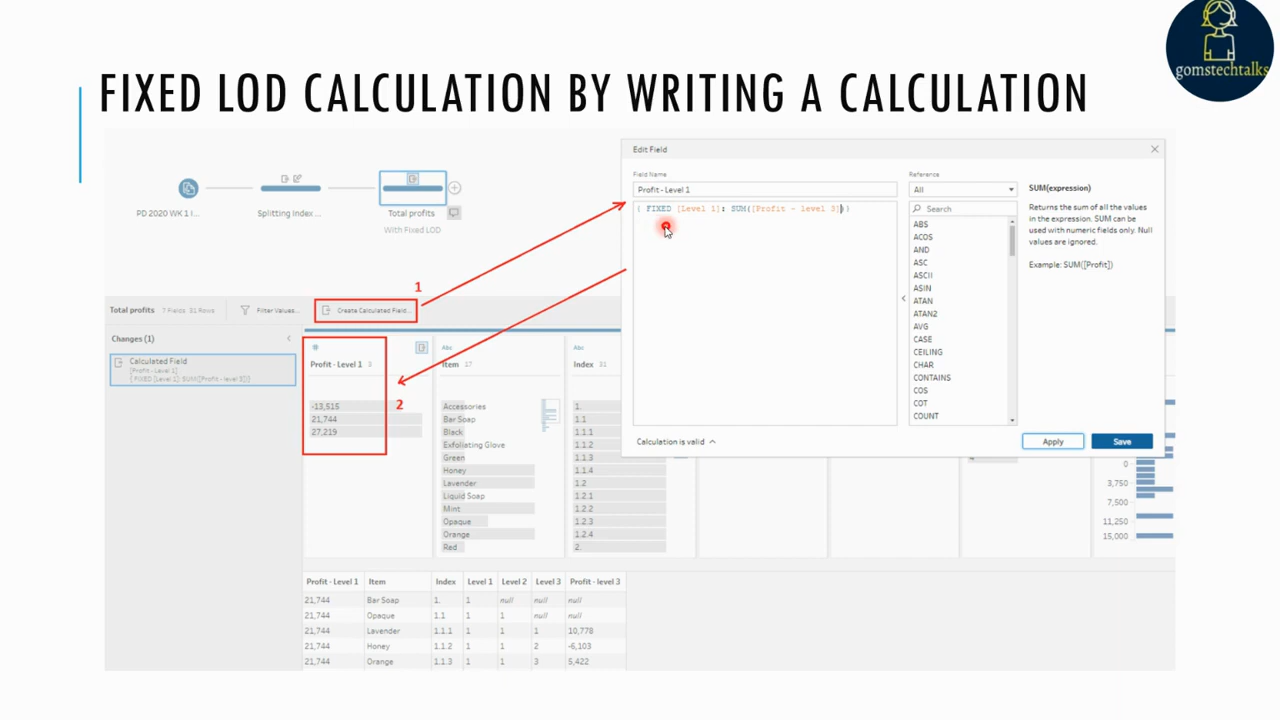 gomstechtalks
FIXED LOD CALCULATION BY WRITING A CALCULATION
PD 2020 WK 1 I...
Splitting Index ...
Total profits
With Fixed LOD
Edit Field
Field Name
Profit - Level 1
{ FIXED [Level 1]: SUM([Profit - level 3])}
Reference
All
Search
ABS
ACOS
AND
ASC
ASCII
ASIN
ATAN
ATAN2
AVG
CASE
CEILING
CHAR
CONTAINS
COS
COT
COUNT
SUM(expression)
Returns the sum of all the values
in the expression. SUM can be
used with numeric fields only. Null
values are ignored.
Example: SUM([Profit])
Calculation is valid
Apply
Save
1
Total profits 7 Fields 31 Rows
Filter Values...
Create Calculated Field...
Changes (1)
Calculated Field
[Profit - Level 1]
{ FIXED [Level 1]: SUM([Profit - level 3])}
#
Profit - Level 1 3
-13,515
21,744
27,219
2
Abc
Item 17
Accessories
Bar Soap
Black
Exfoliating Glove
Green
Honey
Lavender
Liquid Soap
Mint
Opaque
Orange
Red
Abc
Index 31
1.
1.1
1.1.1
1.1.2
1.1.3
1.1.4
1.2
1.2.1
1.2.2
1.2.3
1.2.4
2.
0
3,750
7,500
11,250
15,000
Profit - Level 1 Item Index Level 1 Level 2 Level 3 Profit - level 3
21,744 Bar Soap 1. 1 null null null
21,744 Opaque 1.1 1 1 null null
21,744 Lavender 1.1.1 1 1 1 10,778
21,744 Honey 1.1.2 1 1 2 -6,103
21,744 Orange 1.1.3 1 1 3 5,422